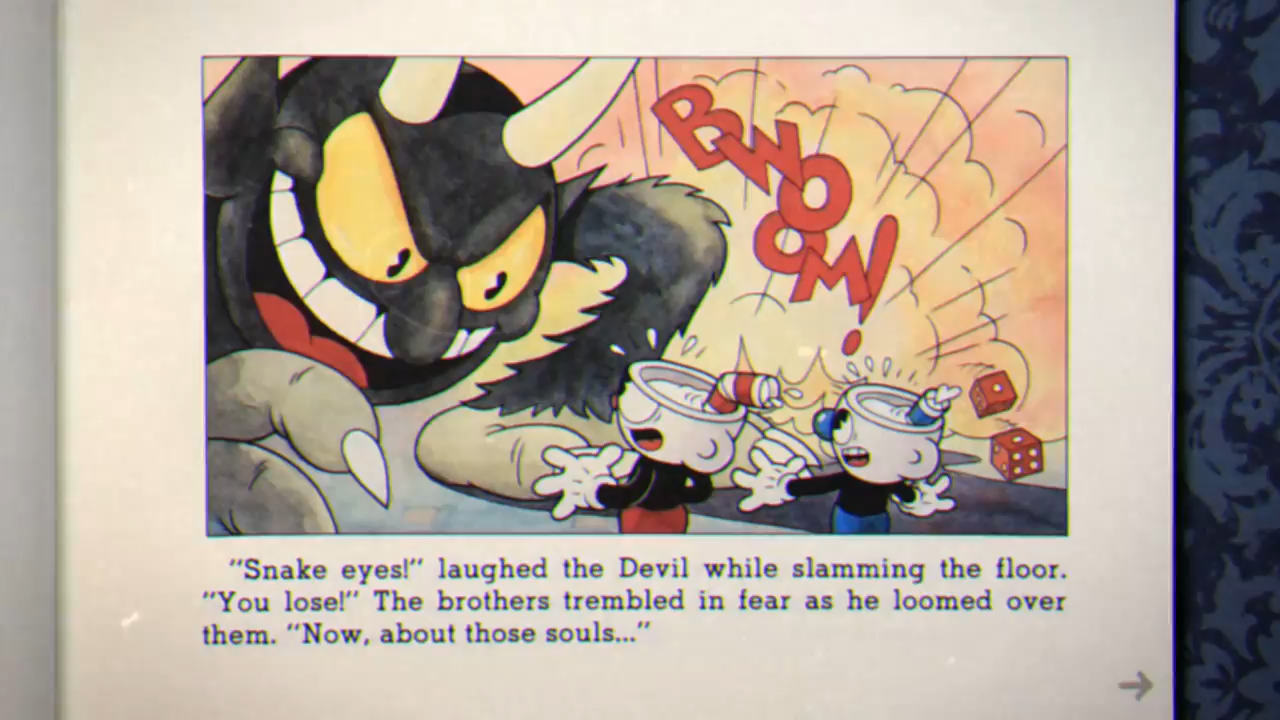 BWOOM!
"Snake eyes!" laughed the Devil while slamming the floor.
"You lose!" The brothers trembled in fear as he loomed over
them. "Now, about those souls..."